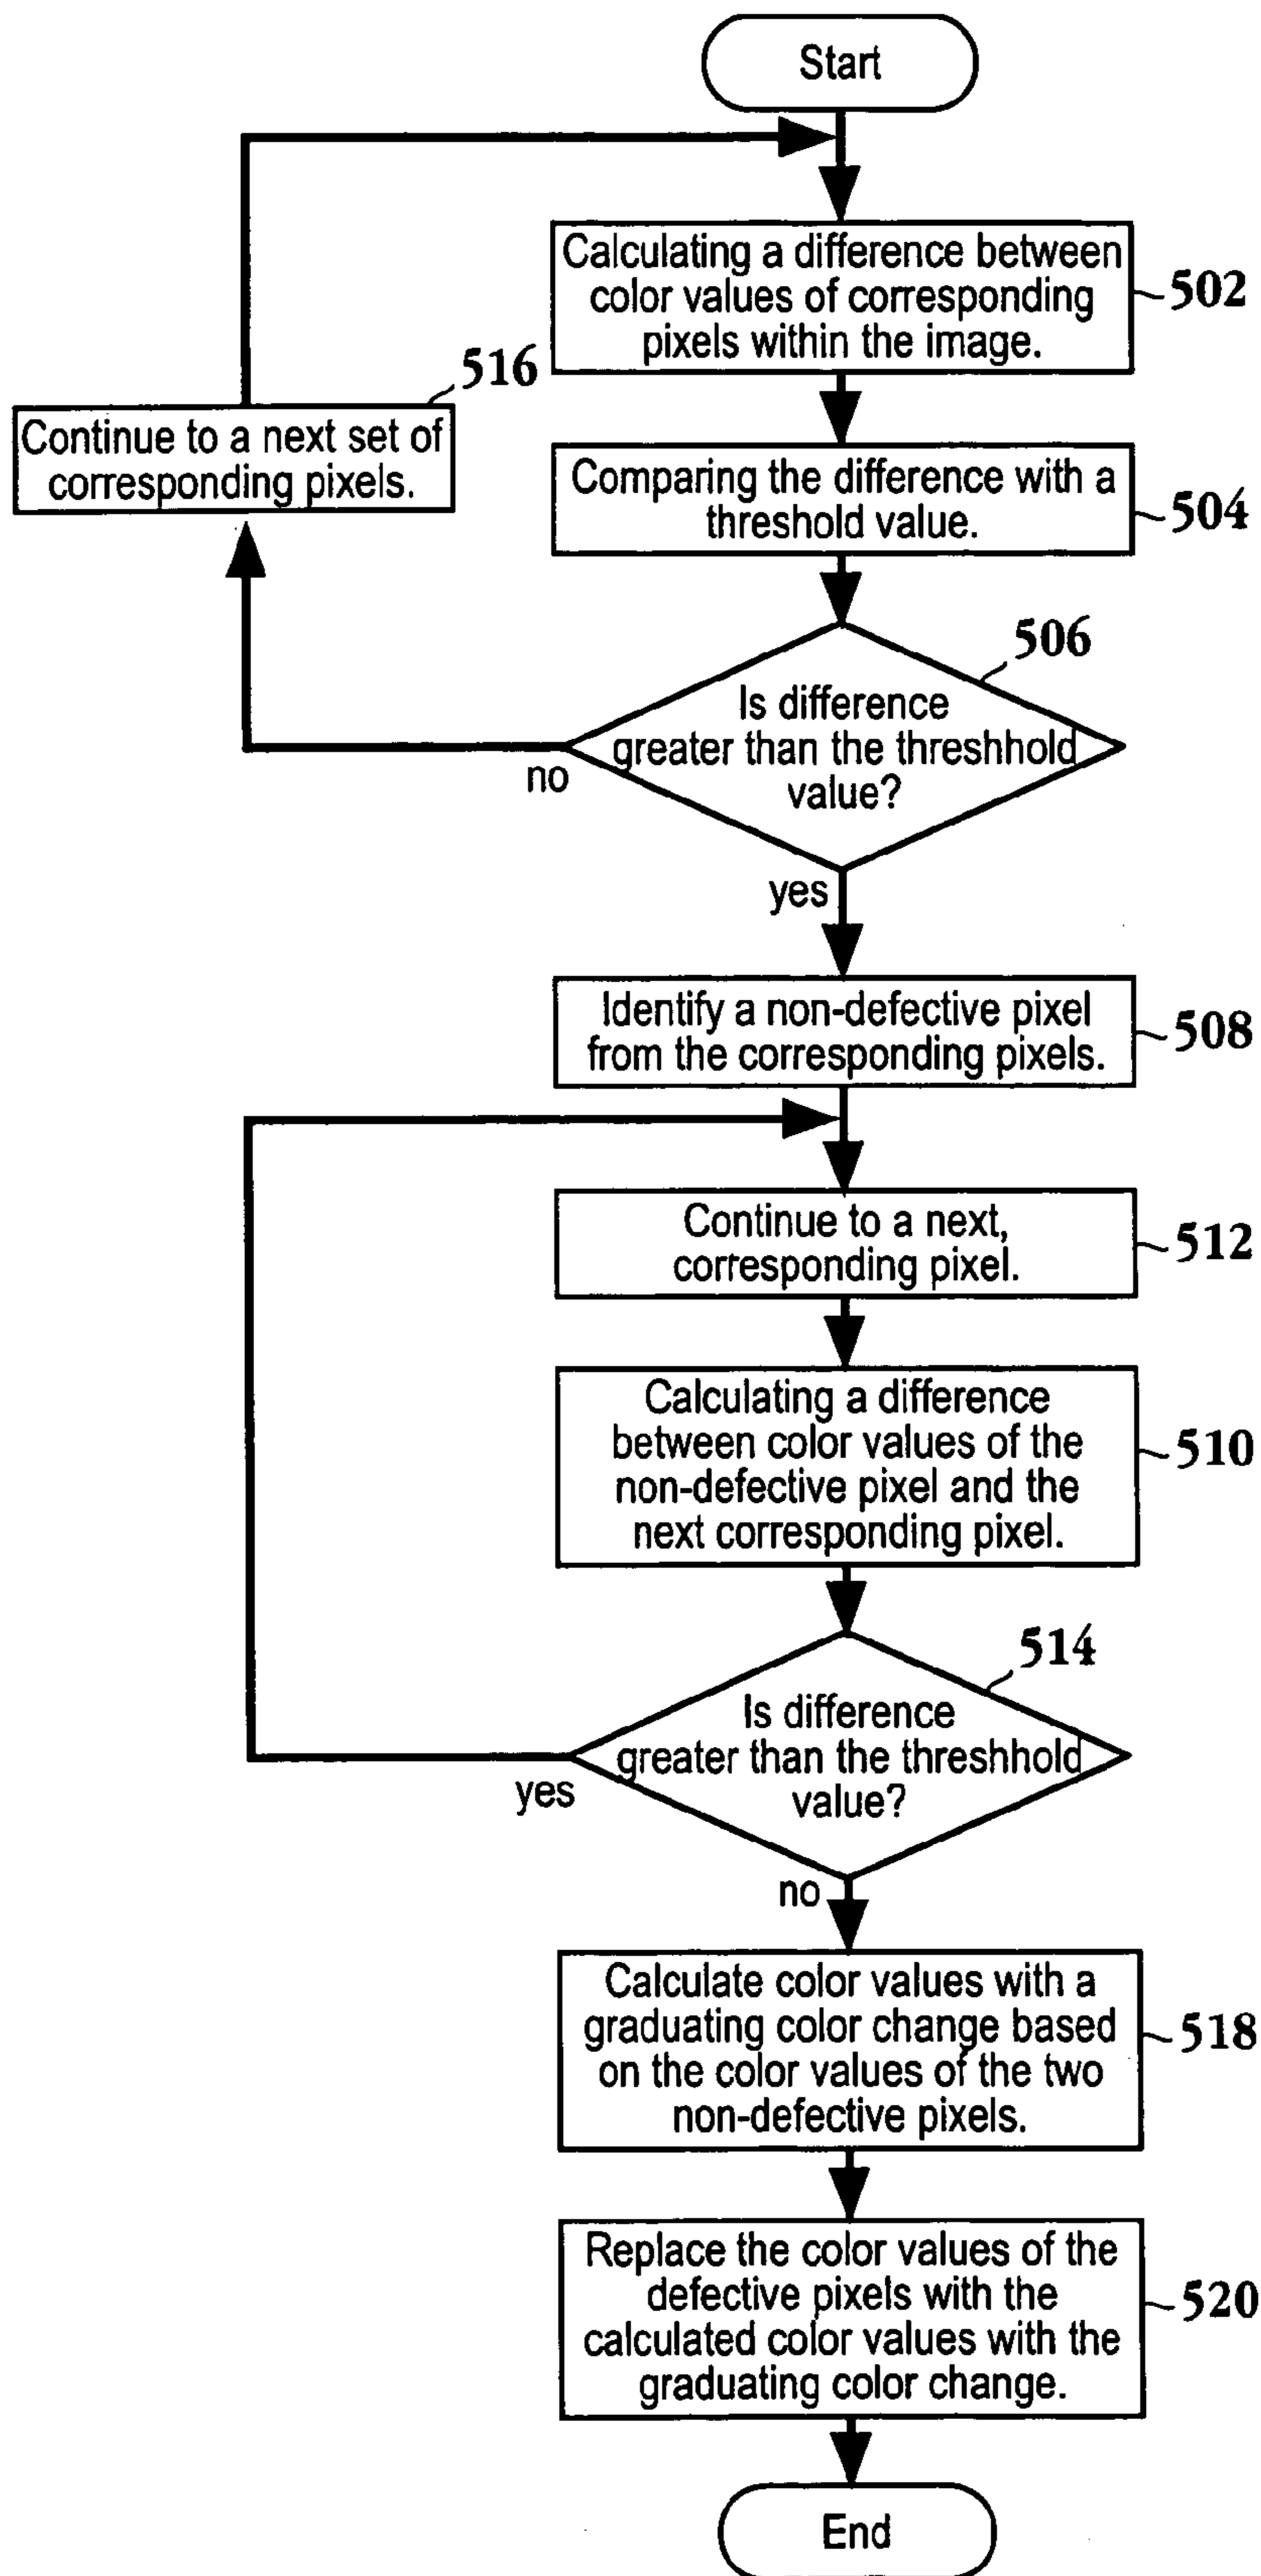 Start
Calculating a difference between
color values of corresponding
pixels within the image.
502
516
Continue to a next set of
corresponding pixels.
Comparing the difference with a
threshold value.
504
506
Is difference
greater than the threshhold
value?
no
yes
Identify a non-defective pixel
from the corresponding pixels.
508
Continue to a next,
corresponding pixel.
512
Calculating a difference
between color values of the
non-defective pixel and the
next corresponding pixel.
510
514
Is difference
greater than the threshhold
value?
yes
no
Calculate color values with a
graduating color change based
on the color values of the two
non-defective pixels.
518
Replace the color values of the
defective pixels with the
calculated color values with the
graduating color change.
520
End